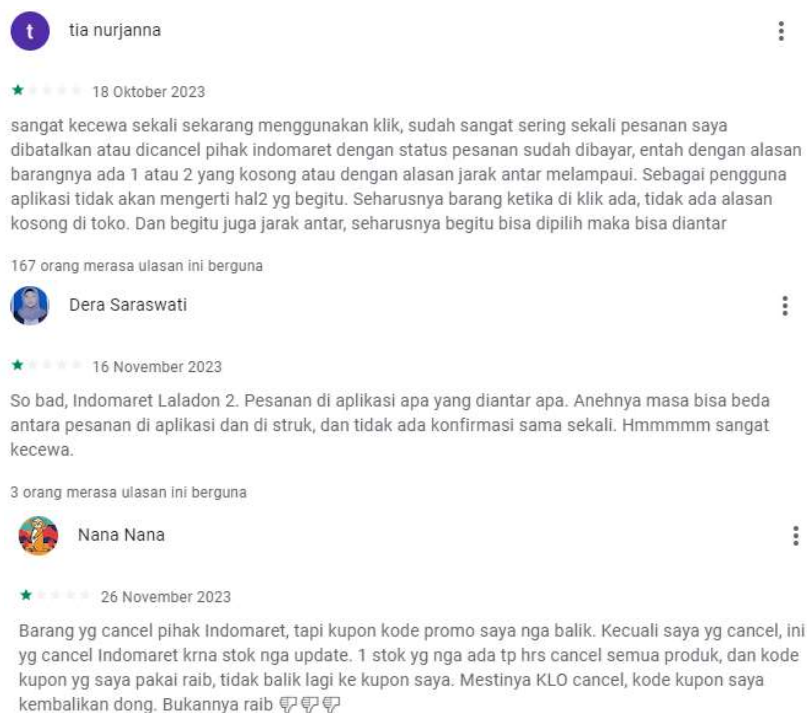 t
tia nurjanna
18 Oktober 2023
sangat kecewa sekali sekarang menggunakan klik, sudah sangat sering sekali pesanan saya
dibatalkan atau dicancel pihak indomaret dengan status pesanan sudah dibayar, entah dengan alasan
barangnya ada 1 atau 2 yang kosong atau dengan alasan jarak antar melampaui. Sebagai pengguna
aplikasi tidak akan mengerti hal2 yg begitu. Seharusnya barang ketika di klik ada, tidak ada alasan
kosong di toko. Dan begitu juga jarak antar, seharusnya begitu bisa dipilih maka bisa diantar
167 orang merasa ulasan ini berguna
Dera Saraswati
16 November 2023
So bad, Indomaret Laladon 2. Pesanan di aplikasi apa yang diantar apa. Anehnya masa bisa beda
antara pesanan di aplikasi dan di struk, dan tidak ada konfirmasi sama sekali. Hmmmmm sangat
kecewa.
3 orang merasa ulasan ini berguna
Nana Nana
26 November 2023
Barang yg cancel pihak Indomaret, tapi kupon kode promo saya nga balik. Kecuali saya yg cancel, ini
yg cancel Indomaret krna stok nga update. 1 stok yg nga ada tp hrs cancel semua produk, dan kode
kupon yg saya pakai raib, tidak balik lagi ke kupon saya. Mestinya KLO cancel, kode kupon saya
kembalikan dong. Bukannya raib 👎👎👎